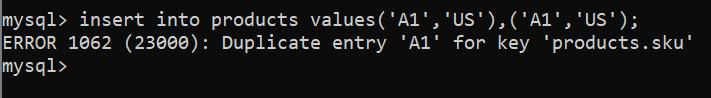 mysql> insert into products values('A1','US'),('A1','US');
ERROR 1062 (23000): Duplicate entry 'A1' for key 'products.sku'
mysql>